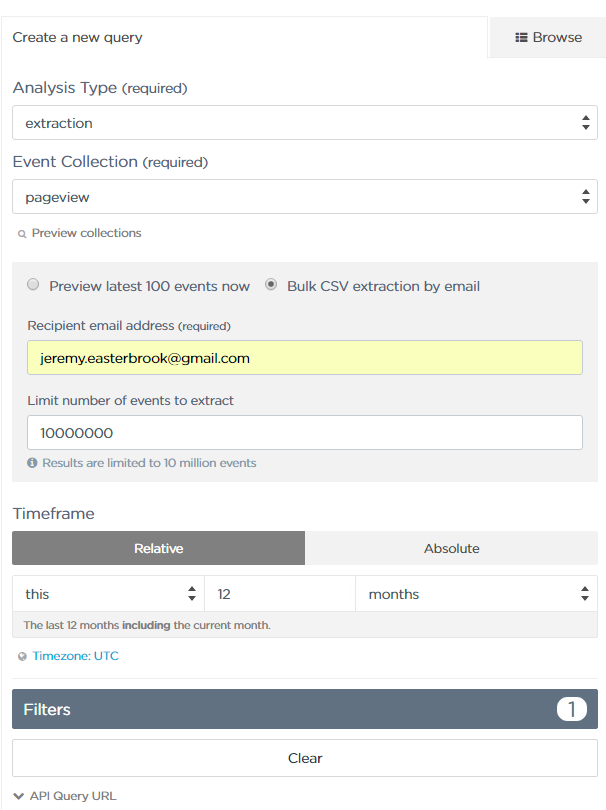 Create a new query
Browse
Analysis Type (required)
extraction
Event Collection (required)
pageview
Preview collections
Preview latest 100 events now
Bulk CSV extraction by email
Recipient email address (required)
jeremy.easterbrook@gmail.com
Limit number of events to extract
10000000
Results are limited to 10 million events
Timeframe
Relative
Absolute
this
12
months
The last 12 months including the current month.
Timezone: UTC
Filters
1
Clear
API Query URL